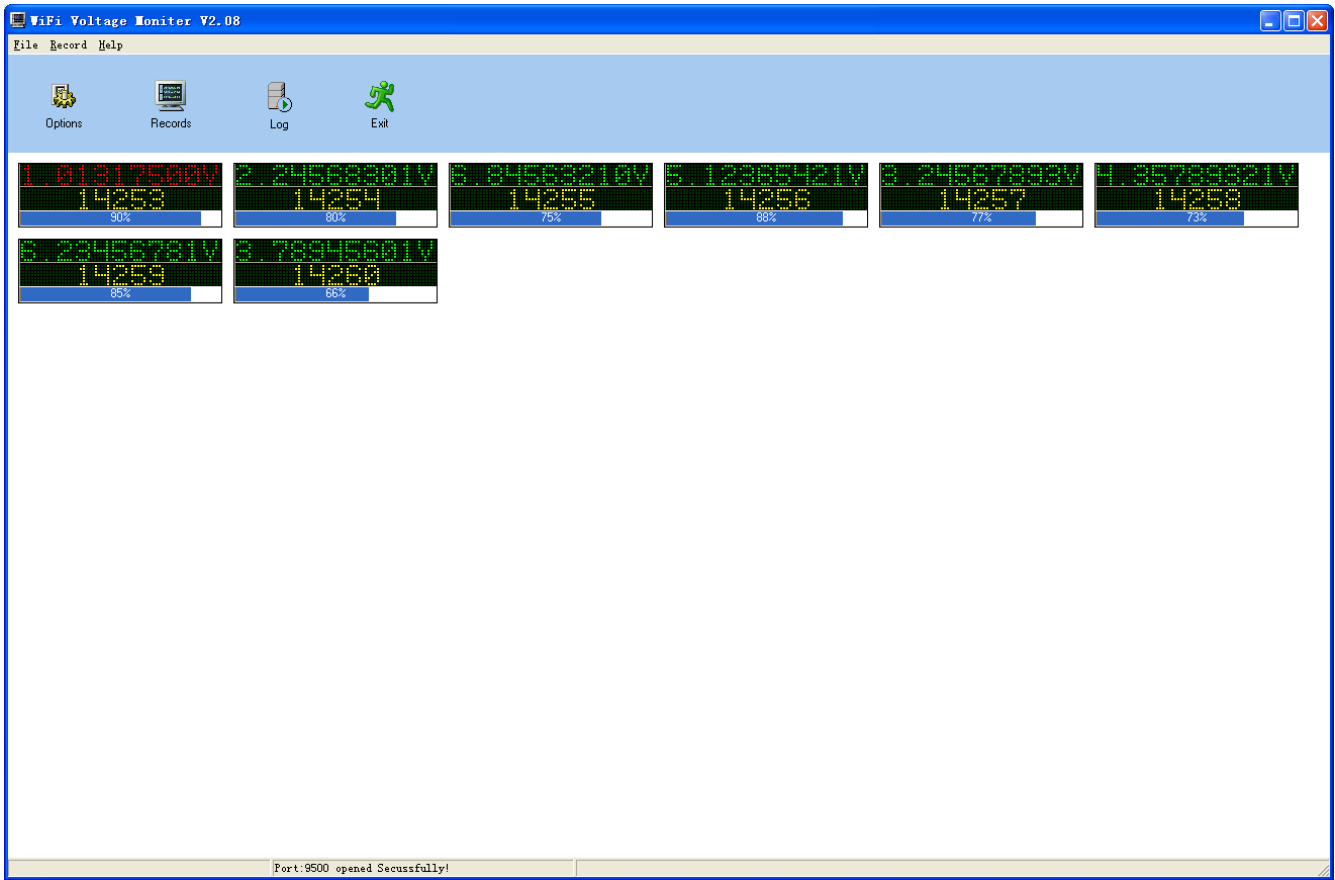 WiFi Voltage Moniter V2.08
File Record Help
Options Records Log Exit
1.01317500V 2.24568301V 6.84563210V 5.12365421V 3.24567893V 4.35789321V
14253 14254 14255 14256 14257 14258
90% 80% 75% 88% 77% 73%
6.23456781V 3.78945601V
14259 14260
85% 66%
Port:9500 opened Secussfully!